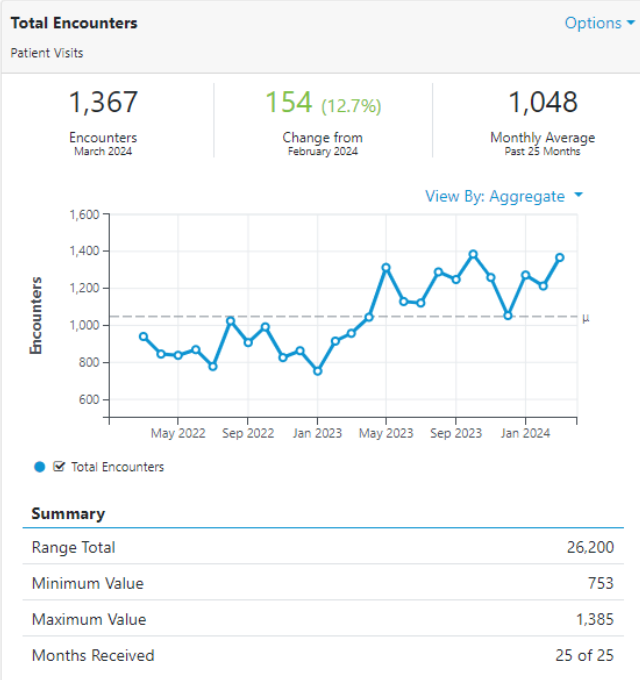 Total Encounters
Options
Patient Visits
1,367
Encounters
March 2024
154 (12.7%)
Change from
February 2024
1,048
Monthly Average
Past 25 Months
View By: Aggregate
Encounters
1,600
1,400
1,200
1,000
800
600
μ
May 2022 Sep 2022 Jan 2023 May 2023 Sep 2023 Jan 2024
Total Encounters
Summary
Range Total 26,200
Minimum Value 753
Maximum Value 1,385
Months Received 25 of 25